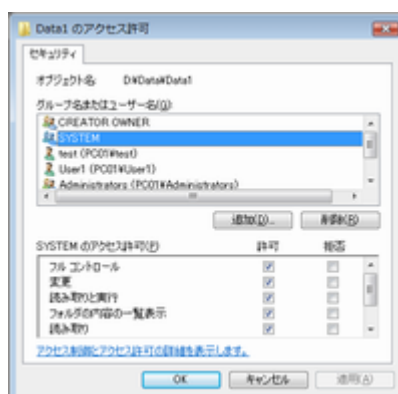 Data1 のアクセス許可
セキュリティ
オブジェクト名: D:¥Data¥Data1
グループ名またはユーザー名(G):
CREATOR OWNER
SYSTEM
test (PC01¥test)
User1 (PC01¥User1)
Administrators (PC01¥Administrators)
追加(D)... 削除(R)
SYSTEM のアクセス許可(P) 許可 拒否
フル コントロール
変更
読み取りと実行
フォルダの内容の一覧表示
読み取り
アクセス制御とアクセス許可の詳細を表示します。
OK キャンセル 適用(A)